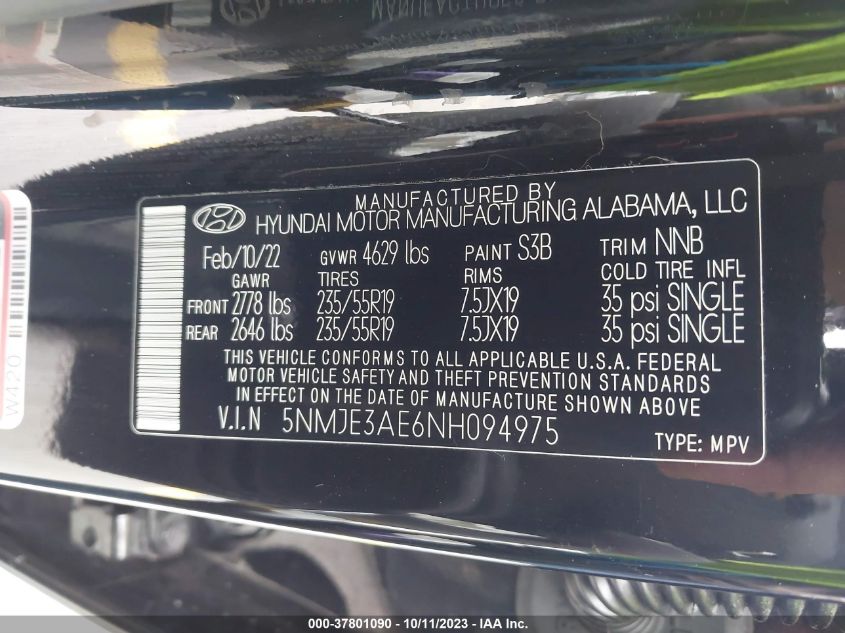 MANUFACTURED BY
HYUNDAI MOTOR MANUFACTURING ALABAMA, LLC
Feb/10/22 GVWR 4629 lbs PAINT S3B TRIM NNB
GAWR TIRES RIMS COLD TIRE INFL
FRONT 2778 lbs 235/55R19 7.5JX19 35 psi SINGLE
REAR 2646 lbs 235/55R19 7.5JX19 35 psi SINGLE
THIS VEHICLE CONFORMS TO ALL APPLICABLE U.S.A. FEDERAL
MOTOR VEHICLE SAFETY AND THEFT PREVENTION STANDARDS
IN EFFECT ON THE DATE OF MANUFACTURE SHOWN ABOVE.
V.I.N 5NMJE3AE6NH094975 TYPE: MPV
W420
000-37801090 - 10/11/2023 - IAA Inc.